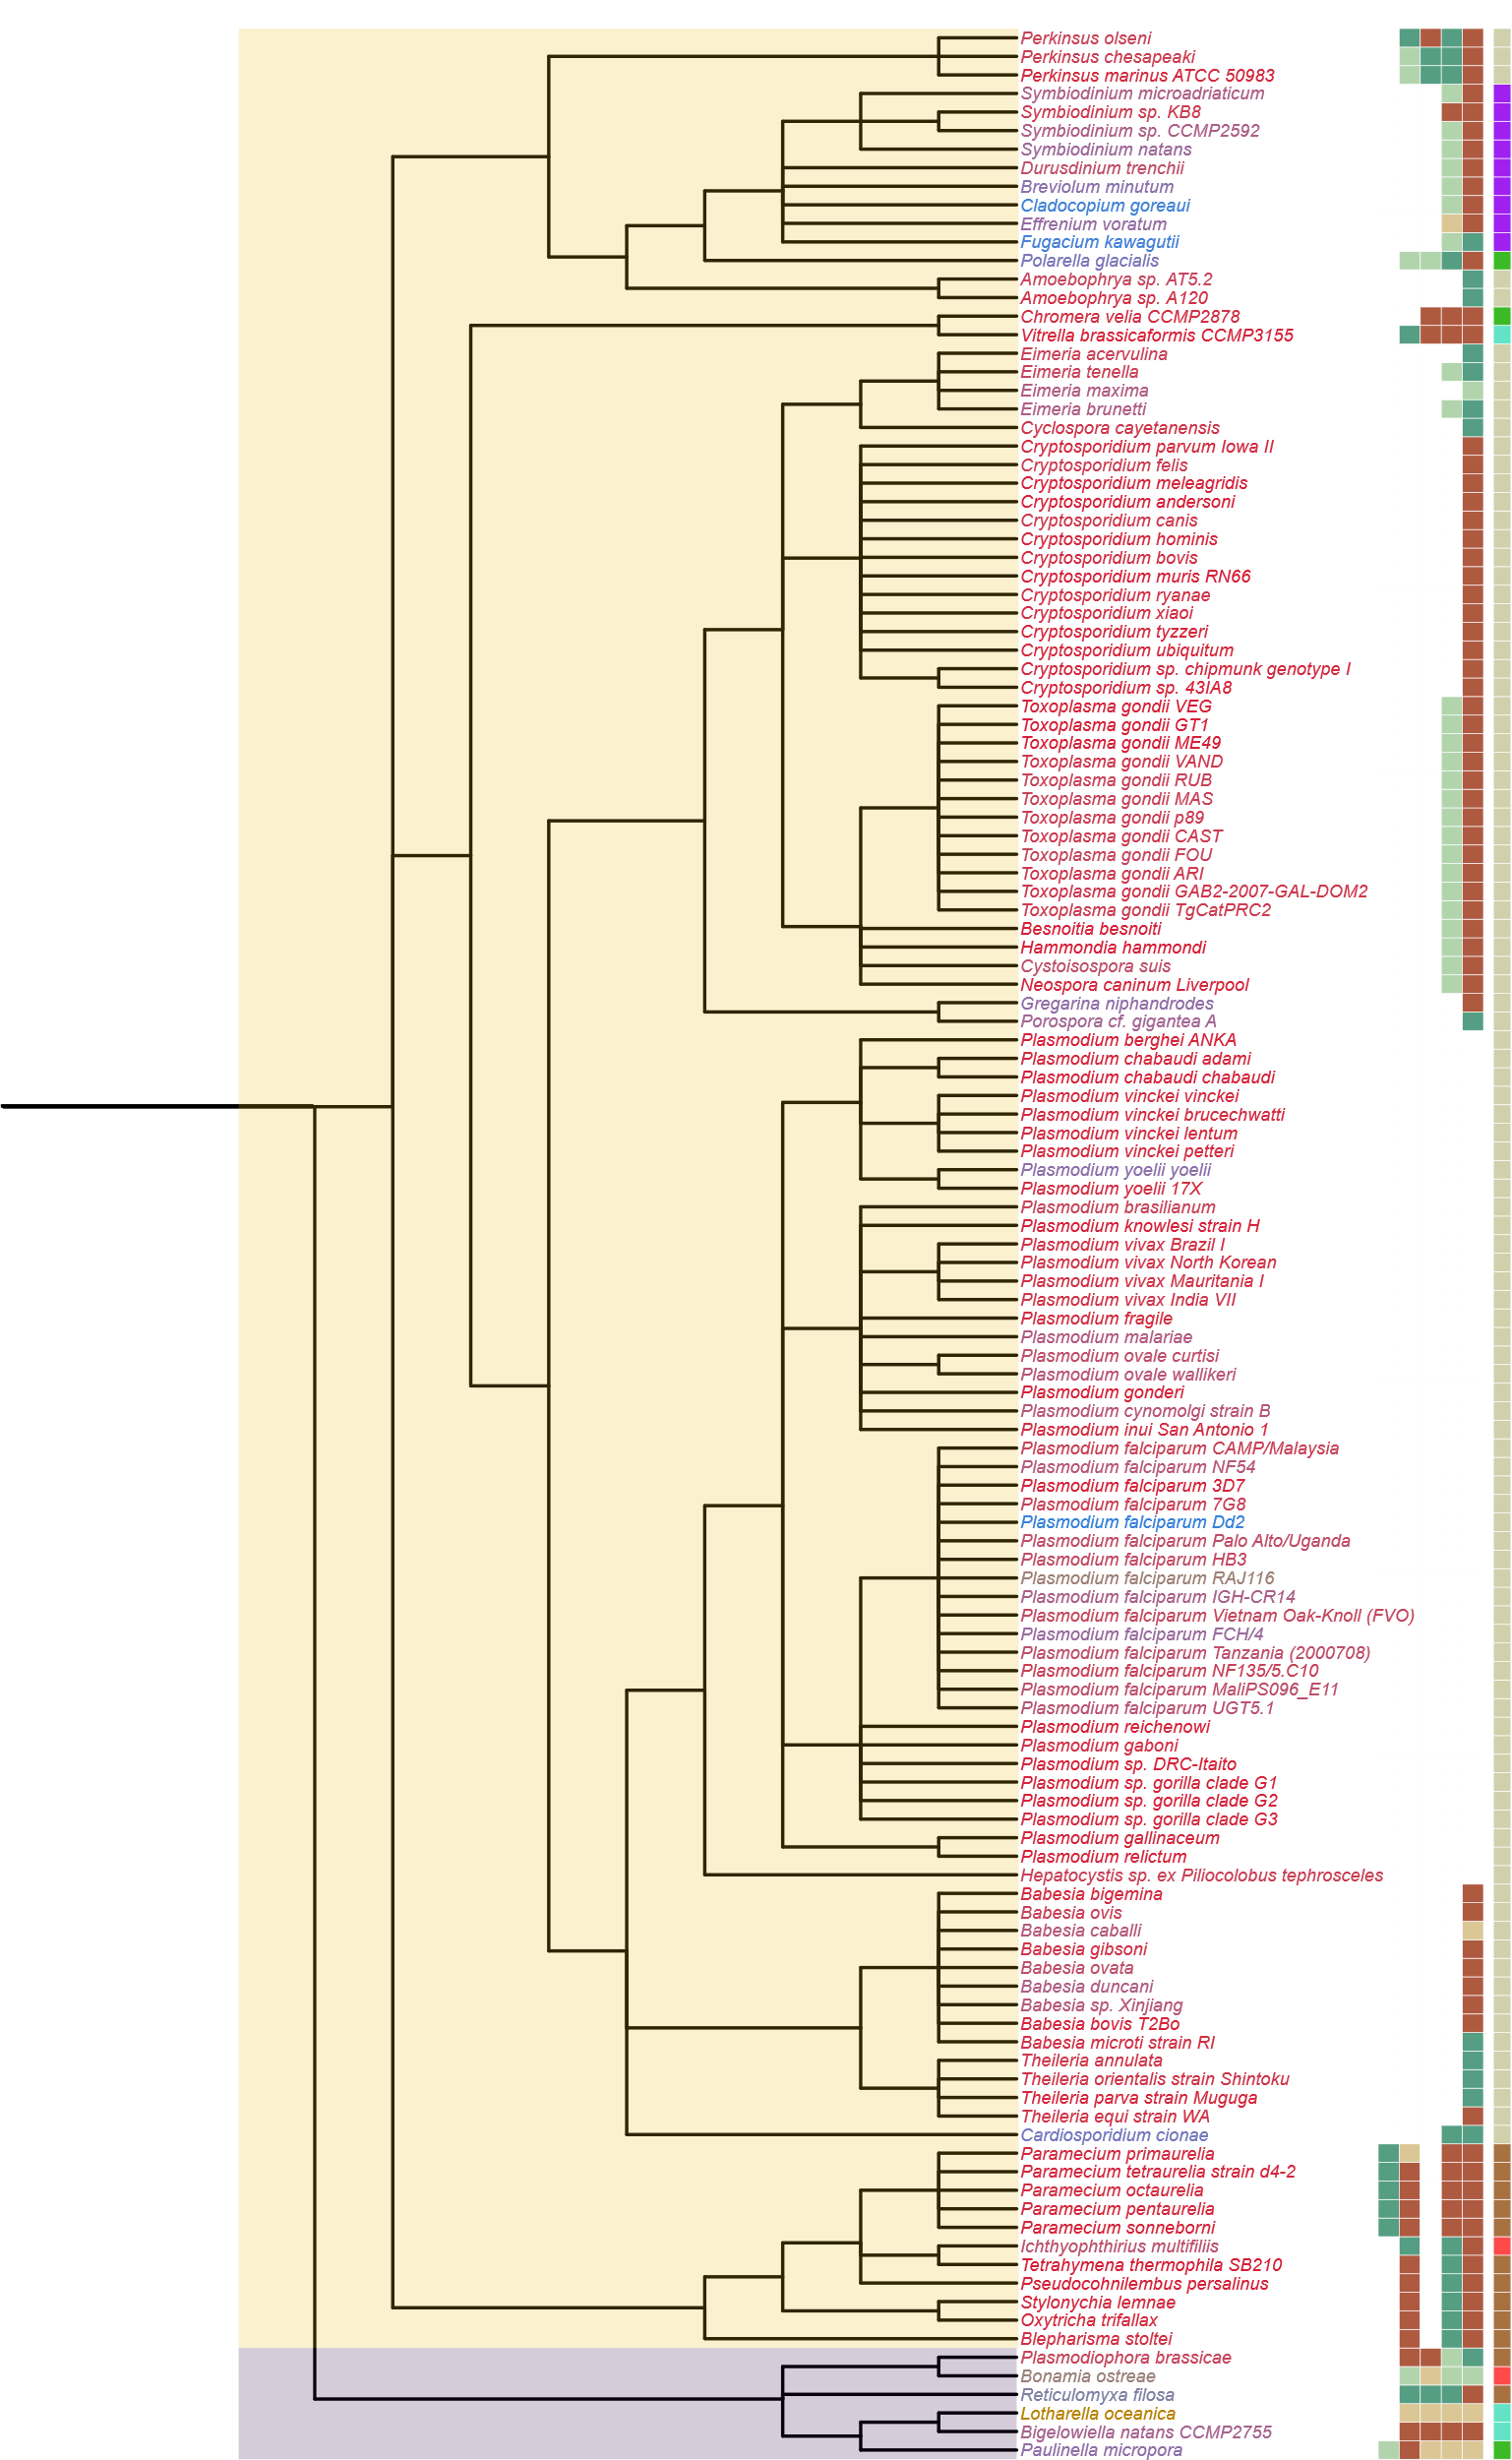 Perkinsus olseni
Perkinsus chesapeaki
Perkinsus marinus ATCC 50983
Symbiodinium microadriaticum
Symbiodinium sp. KB8
Symbiodinium sp. CCMP2592
Symbiodinium natans
Durusdinium trenchii
Breviolum minutum
Cladocopium goreaui
Effrenium voratum
Fugacium kawagutii
Polarella glacialis
Amoebophrya sp. AT5.2
Amoebophrya sp. A120
Chromera velia CCMP2878
Vitrella brassicaformis CCMP3155
Eimeria acervulina
Eimeria tenella
Eimeria maxima
Eimeria brunetti
Cyclospora cayetanensis
Cryptosporidium parvum Iowa II
Cryptosporidium felis
Cryptosporidium meleagridis
Cryptosporidium andersoni
Cryptosporidium canis
Cryptosporidium hominis
Cryptosporidium bovis
Cryptosporidium muris RN66
Cryptosporidium ryanae
Cryptosporidium xiaoi
Cryptosporidium tyzzeri
Cryptosporidium ubiquitum
Cryptosporidium sp. chipmunk genotype I
Cryptosporidium sp. 43IA8
Toxoplasma gondii VEG
Toxoplasma gondii GT1
Toxoplasma gondii ME49
Toxoplasma gondii VAND
Toxoplasma gondii RUB
Toxoplasma gondii MAS
Toxoplasma gondii p89
Toxoplasma gondii CAST
Toxoplasma gondii FOU
Toxoplasma gondii ARI
Toxoplasma gondii GAB2-2007-GAL-DOM2
Toxoplasma gondii TgCatPRC2
Besnoitia besnoiti
Hammondia hammondi
Cystoisospora suis
Neospora caninum Liverpool
Gregarina niphandrodes
Porospora cf. gigantea A
Plasmodium berghei ANKA
Plasmodium chabaudi adami
Plasmodium chabaudi chabaudi
Plasmodium vinckei vinckei
Plasmodium vinckei brucechwatti
Plasmodium vinckei lentum
Plasmodium vinckei petteri
Plasmodium yoelii yoelii
Plasmodium yoelii 17X
Plasmodium brasilianum
Plasmodium knowlesi strain H
Plasmodium vivax Brazil I
Plasmodium vivax North Korean
Plasmodium vivax Mauritania I
Plasmodium vivax India VII
Plasmodium fragile
Plasmodium malariae
Plasmodium ovale curtisi
Plasmodium ovale wallikeri
Plasmodium gonderi
Plasmodium cynomolgi strain B
Plasmodium inui San Antonio 1
Plasmodium falciparum CAMP/Malaysia
Plasmodium falciparum NF54
Plasmodium falciparum 3D7
Plasmodium falciparum 7G8
Plasmodium falciparum Dd2
Plasmodium falciparum Palo Alto/Uganda
Plasmodium falciparum HB3
Plasmodium falciparum RAJ116
Plasmodium falciparum IGH-CR14
Plasmodium falciparum Vietnam Oak-Knoll (FVO)
Plasmodium falciparum FCH/4
Plasmodium falciparum Tanzania (2000708)
Plasmodium falciparum NF135/5.C10
Plasmodium falciparum MaliPS096_E11
Plasmodium falciparum UGT5.1
Plasmodium reichenowi
Plasmodium gaboni
Plasmodium sp. DRC-Itaito
Plasmodium sp. gorilla clade G1
Plasmodium sp. gorilla clade G2
Plasmodium sp. gorilla clade G3
Plasmodium gallinaceum
Plasmodium relictum
Hepatocystis sp. ex Piliocolobus tephrosceles
Babesia bigemina
Babesia ovis
Babesia caballi
Babesia gibsoni
Babesia ovata
Babesia duncani
Babesia sp. Xinjiang
Babesia bovis T2Bo
Babesia microti strain RI
Theileria annulata
Theileria orientalis strain Shintoku
Theileria parva strain Muguga
Theileria equi strain WA
Cardiosporidium cionae
Paramecium primaurelia
Paramecium tetraurelia strain d4-2
Paramecium octaurelia
Paramecium pentaurelia
Paramecium sonneborni
Ichthyophthirius multifiliis
Tetrahymena thermophila SB210
Pseudocohnilembus persalinus
Stylonychia lemnae
Oxytricha trifallax
Blepharisma stoltei
Plasmodiophora brassicae
Bonamia ostreae
Reticulomyxa filosa
Lotharella oceanica
Bigelowiella natans CCMP2755
Paulinella micropora